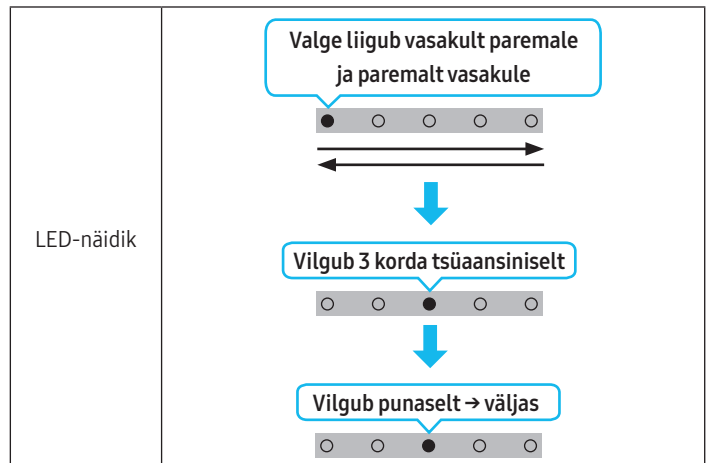 Valge liigub vasakult paremale
ja paremalt vasakule
LED-näidik
Vilgub 3 korda tsüaansiniselt
Vilgub punaselt → väljas